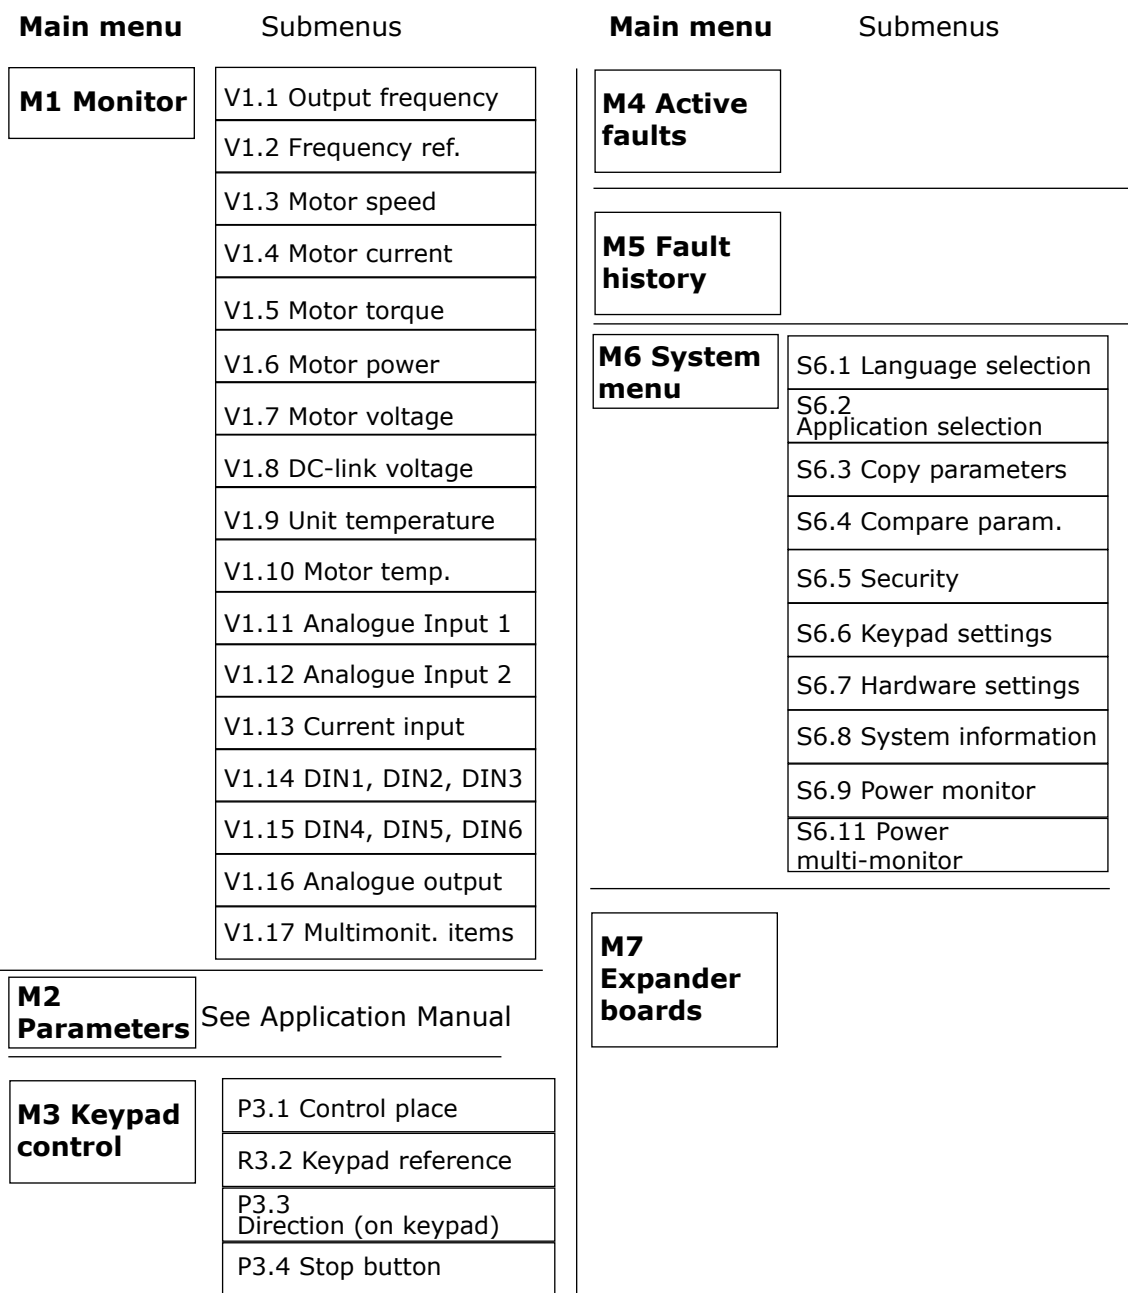 Main menu
Submenus
M1 Monitor
V1.1 Output frequency
V1.2 Frequency ref.
V1.3 Motor speed
V1.4 Motor current
V1.5 Motor torque
V1.6 Motor power
V1.7 Motor voltage
V1.8 DC-link voltage
V1.9 Unit temperature
V1.10 Motor temp.
V1.11 Analogue Input 1
V1.12 Analogue Input 2
V1.13 Current input
V1.14 DIN1, DIN2, DIN3
V1.15 DIN4, DIN5, DIN6
V1.16 Analogue output
V1.17 Multimonit. items
M2
Parameters
See Application Manual
M3 Keypad
control
P3.1 Control place
R3.2 Keypad reference
P3.3
Direction (on keypad)
P3.4 Stop button
Main menu
Submenus
M4 Active
faults
M5 Fault
history
M6 System
menu
S6.1 Language selection
S6.2
Application selection
S6.3 Copy parameters
S6.4 Compare param.
S6.5 Security
S6.6 Keypad settings
S6.7 Hardware settings
S6.8 System information
S6.9 Power monitor
S6.11 Power
multi-monitor
M7
Expander
boards